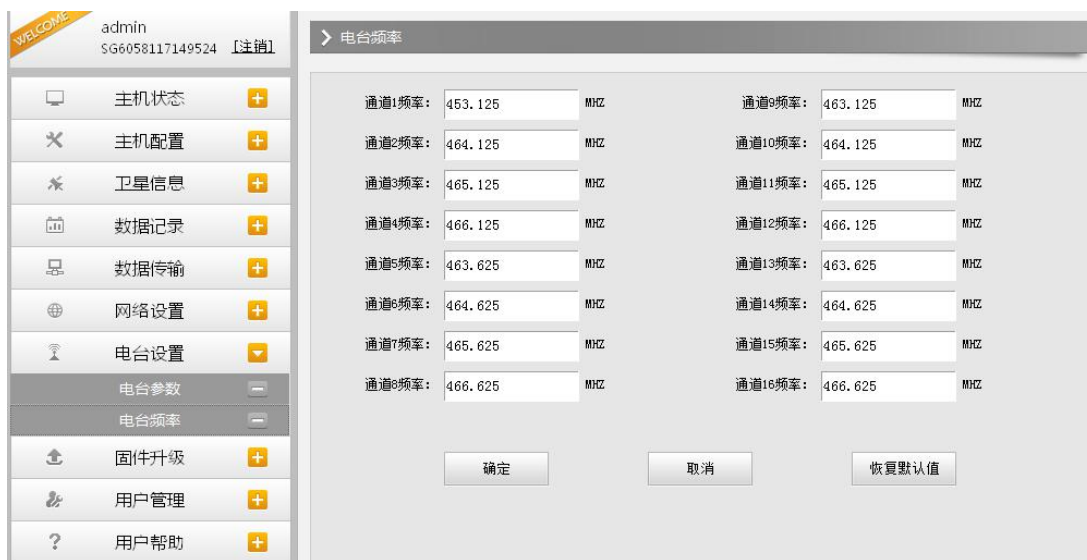 WELCOME
admin
SG6058117149524 [注销]
主机状态
主机配置
卫星信息
数据记录
数据传输
网络设置
电台设置
电台参数
电台频率
固件升级
用户管理
用户帮助
电台频率
通道1频率: 453.125 MHZ 通道9频率: 463.125 MHZ
通道2频率: 464.125 MHZ 通道10频率: 464.125 MHZ
通道3频率: 465.125 MHZ 通道11频率: 465.125 MHZ
通道4频率: 466.125 MHZ 通道12频率: 466.125 MHZ
通道5频率: 463.625 MHZ 通道13频率: 463.625 MHZ
通道6频率: 464.625 MHZ 通道14频率: 464.625 MHZ
通道7频率: 465.625 MHZ 通道15频率: 465.625 MHZ
通道8频率: 466.625 MHZ 通道16频率: 466.625 MHZ
确定 取消 恢复默认值